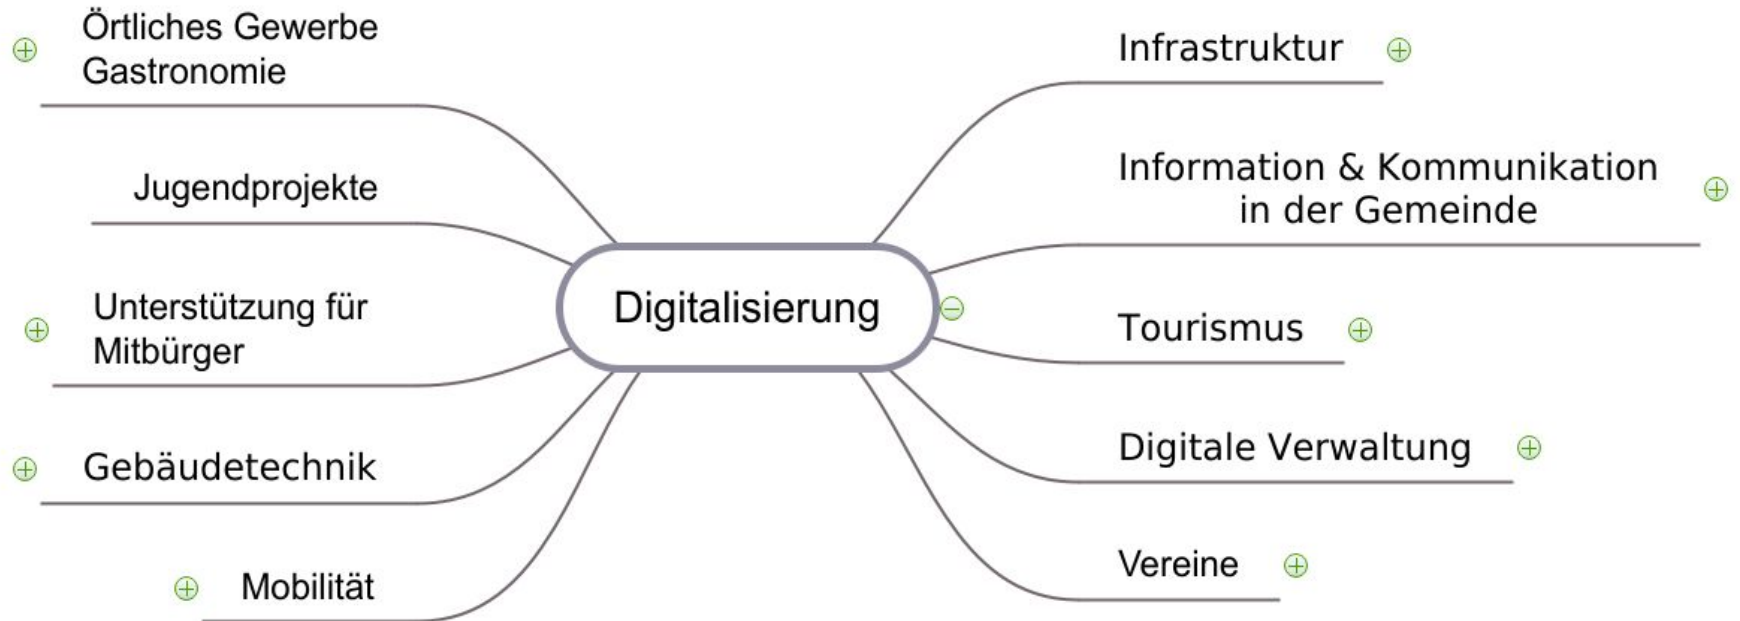 Örtliches Gewerbe
Gastronomie
Jugendprojekte
Unterstützung für
Mitbürger
Gebäudetechnik
Mobilität
Digitalisierung
Infrastruktur
Information & Kommunikation
in der Gemeinde
Tourismus
Digitale Verwaltung
Vereine